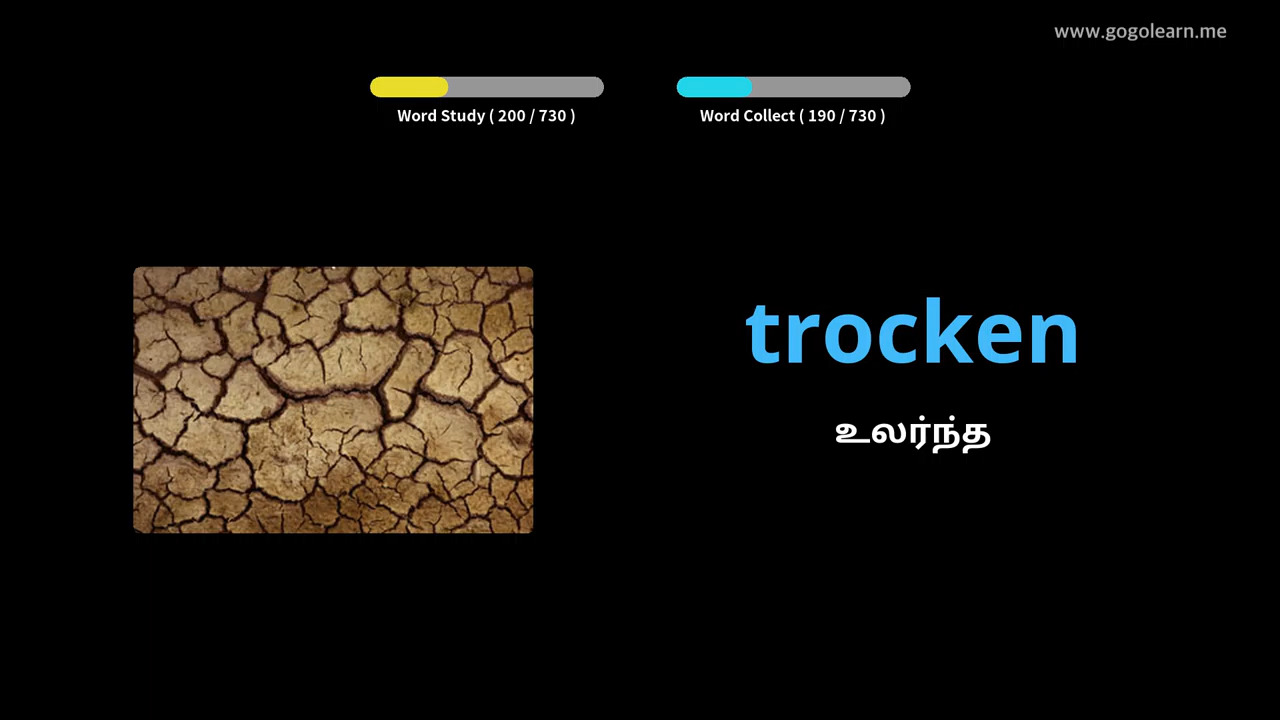 www.gogolearn.me
Word Study ( 200 / 730 )
Word Collect ( 190 / 730 )
trocken
உலர்ந்த